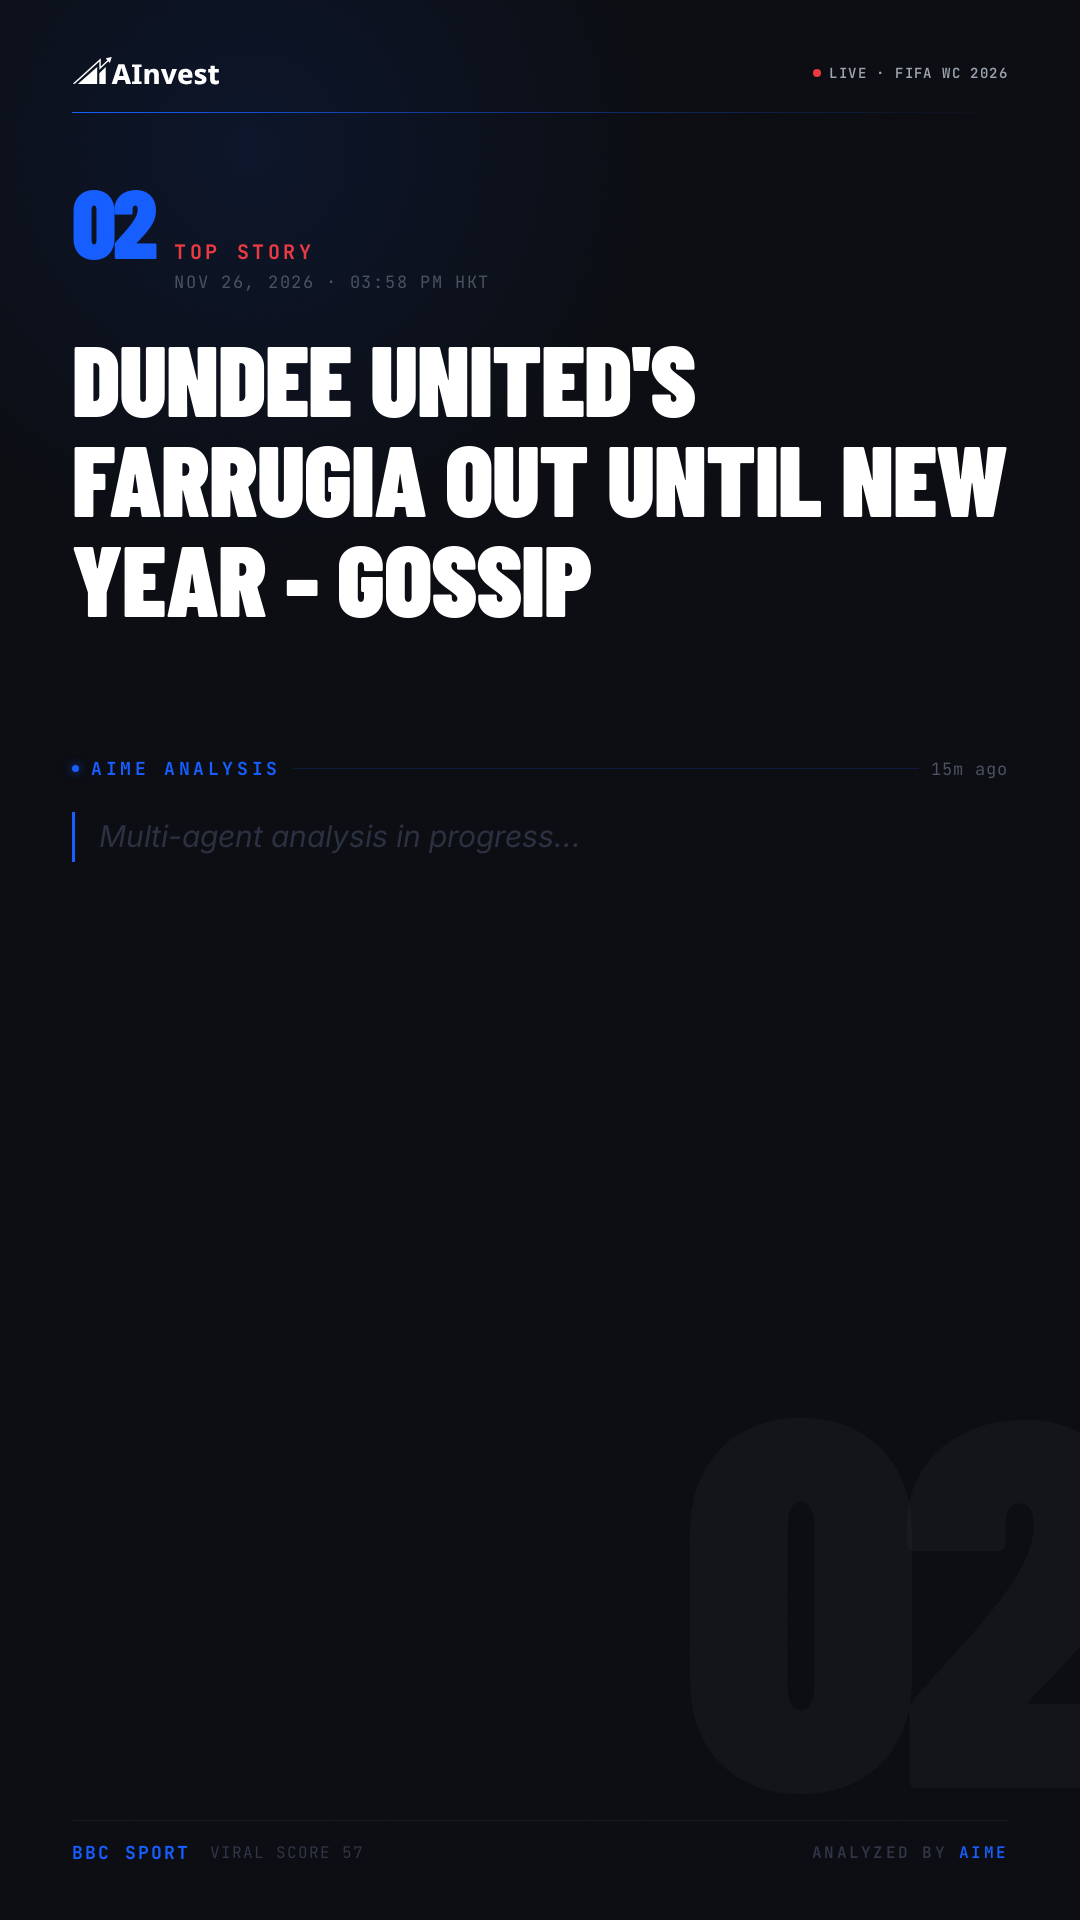 AInvest
LIVE · FIFA WC 2026
02
TOP STORY
NOV 26, 2026 · 03:58 PM HKT
DUNDEE UNITED'S
FARRUGIA OUT UNTIL NEW
YEAR - GOSSIP
AIME ANALYSIS
15m ago
Multi-agent analysis in progress...
02
BBC SPORT VIRAL SCORE 57
ANALYZED BY AIME